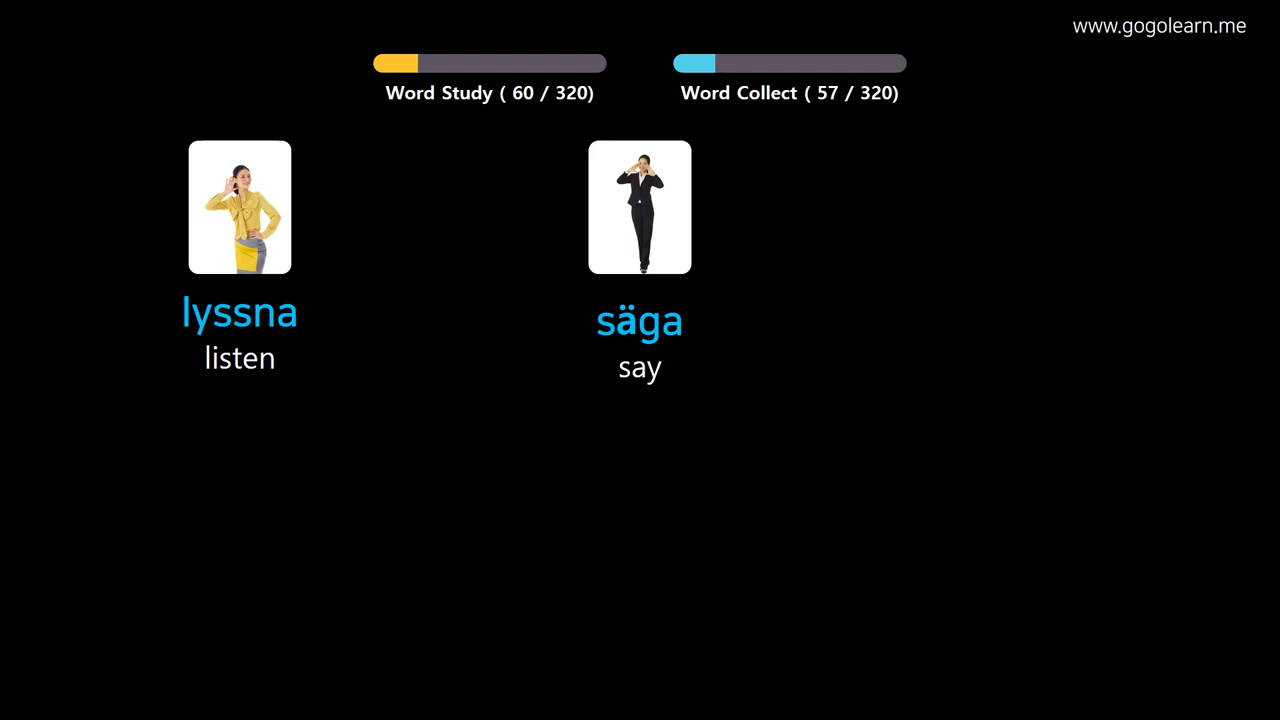 www.gogolearn.me
Word Study ( 60 / 320)
Word Collect ( 57 / 320)
lyssna
listen
säga
say